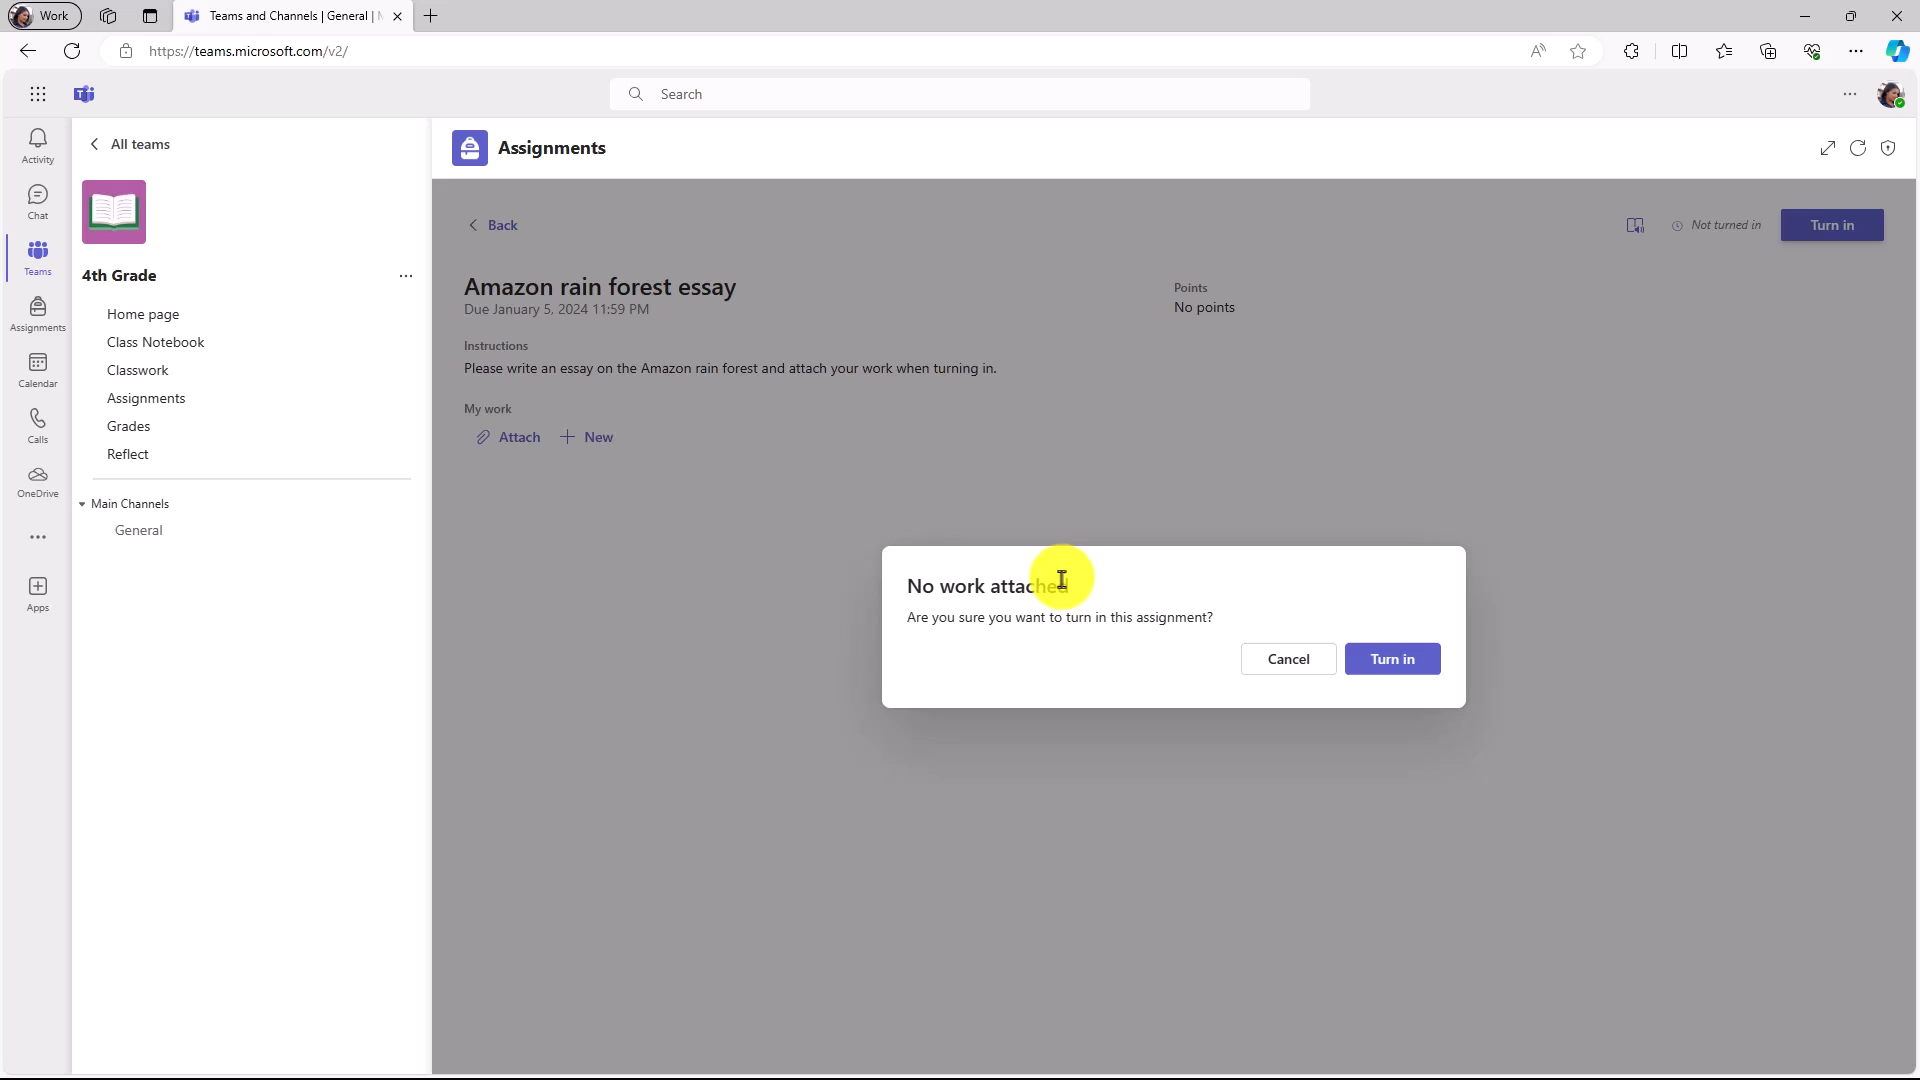 Work
Teams and Channels | General |
https://teams.microsoft.com/v2/
Search
Activity
Chat
Teams
Assignments
Calendar
Calls
OneDrive
Apps
All teams
4th Grade
Home page
Class Notebook
Classwork
Assignments
Grades
Reflect
Main Channels
General
Assignments
Back
Not turned in
Turn in
Amazon rain forest essay
Due January 5, 2024 11:59 PM
Points
No points
Instructions
Please write an essay on the Amazon rain forest and attach your work when turning in.
My work
Attach
New
No work attached
Are you sure you want to turn in this assignment?
Cancel
Turn in